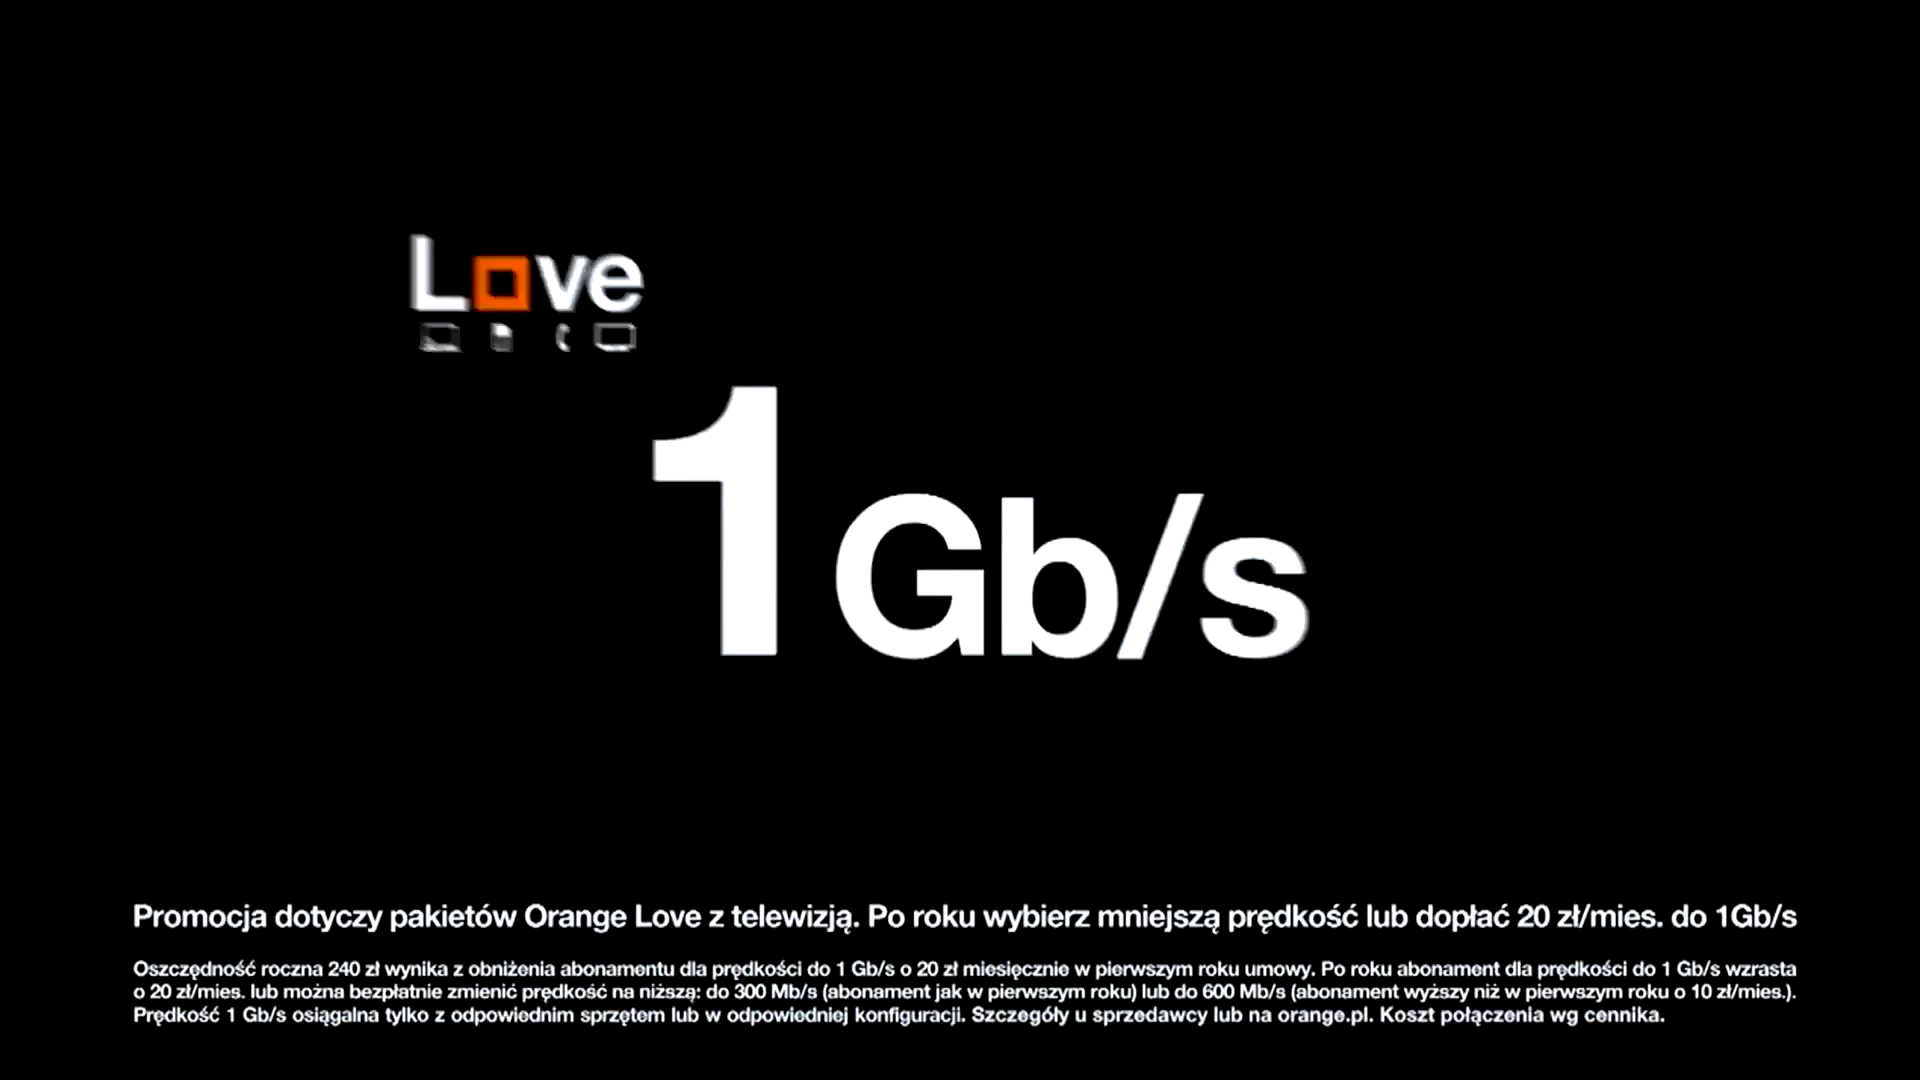 Love
1 Gb/s
Promocja dotyczy pakietów Orange Love z telewizją. Po roku wybierz mniejszą prędkość lub dopłać 20 zł/mies. do 1Gb/s
Oszczędność roczna 240 zł wynika z obniżenia abonamentu dla prędkości do 1 Gb/s o 20 zł miesięcznie w pierwszym roku umowy. Po roku abonament dla prędkości do 1 Gb/s wzrasta
o 20 zł/mies. lub można bezpłatnie zmienić prędkość na niższą: do 300 Mb/s (abonament jak w pierwszym roku) lub do 600 Mb/s (abonament wyższy niż w pierwszym roku o 10 zł/mies.).
Prędkość 1 Gb/s osiągalna tylko z odpowiednim sprzętem lub w odpowiedniej konfiguracji. Szczegóły u sprzedawcy lub na orange.pl. Koszt połączenia wg cennika.